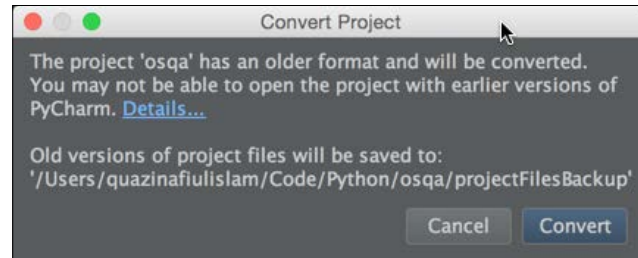 Convert Project
The project 'osqa' has an older format and will be converted.
You may not be able to open the project with earlier versions of
PyCharm. Details...
Old versions of project files will be saved to:
'/Users/quazinafiulislam/Code/Python/osqa/projectFilesBackup'
Cancel Convert